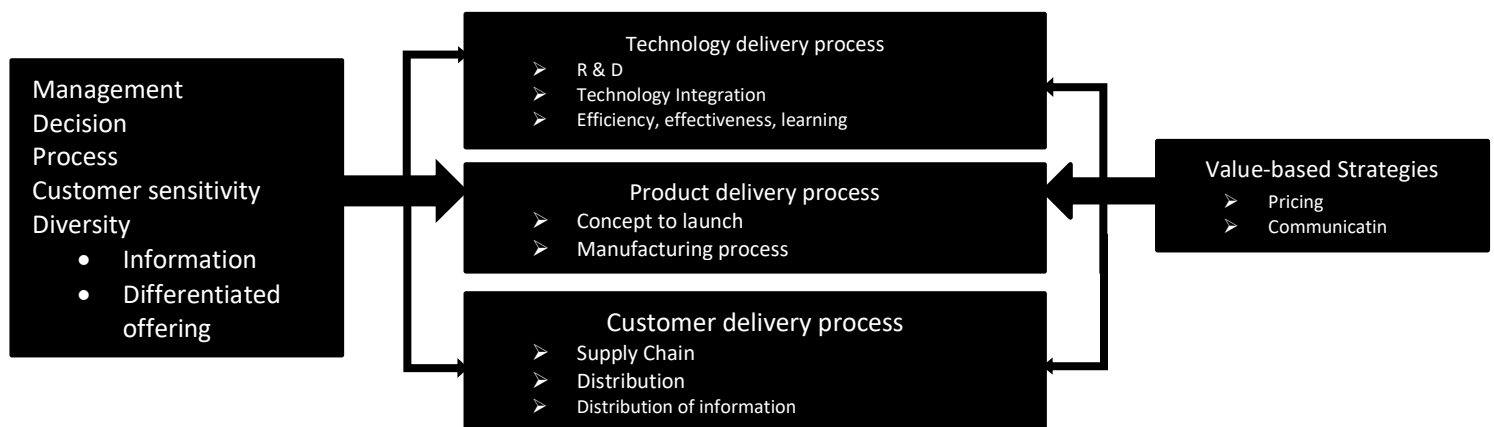 Management
Decision
Process
Customer sensitivity
Diversity
• Information
• Differentiated
offering
Technology delivery process
➢ R & D
➢ Technology Integration
➢ Efficiency, effectiveness, learning
Product delivery process
➢ Concept to launch
➢ Manufacturing process
Customer delivery process
➢ Supply Chain
➢ Distribution
➢ Distribution of information
Value-based Strategies
➢ Pricing
➢ Communicatin